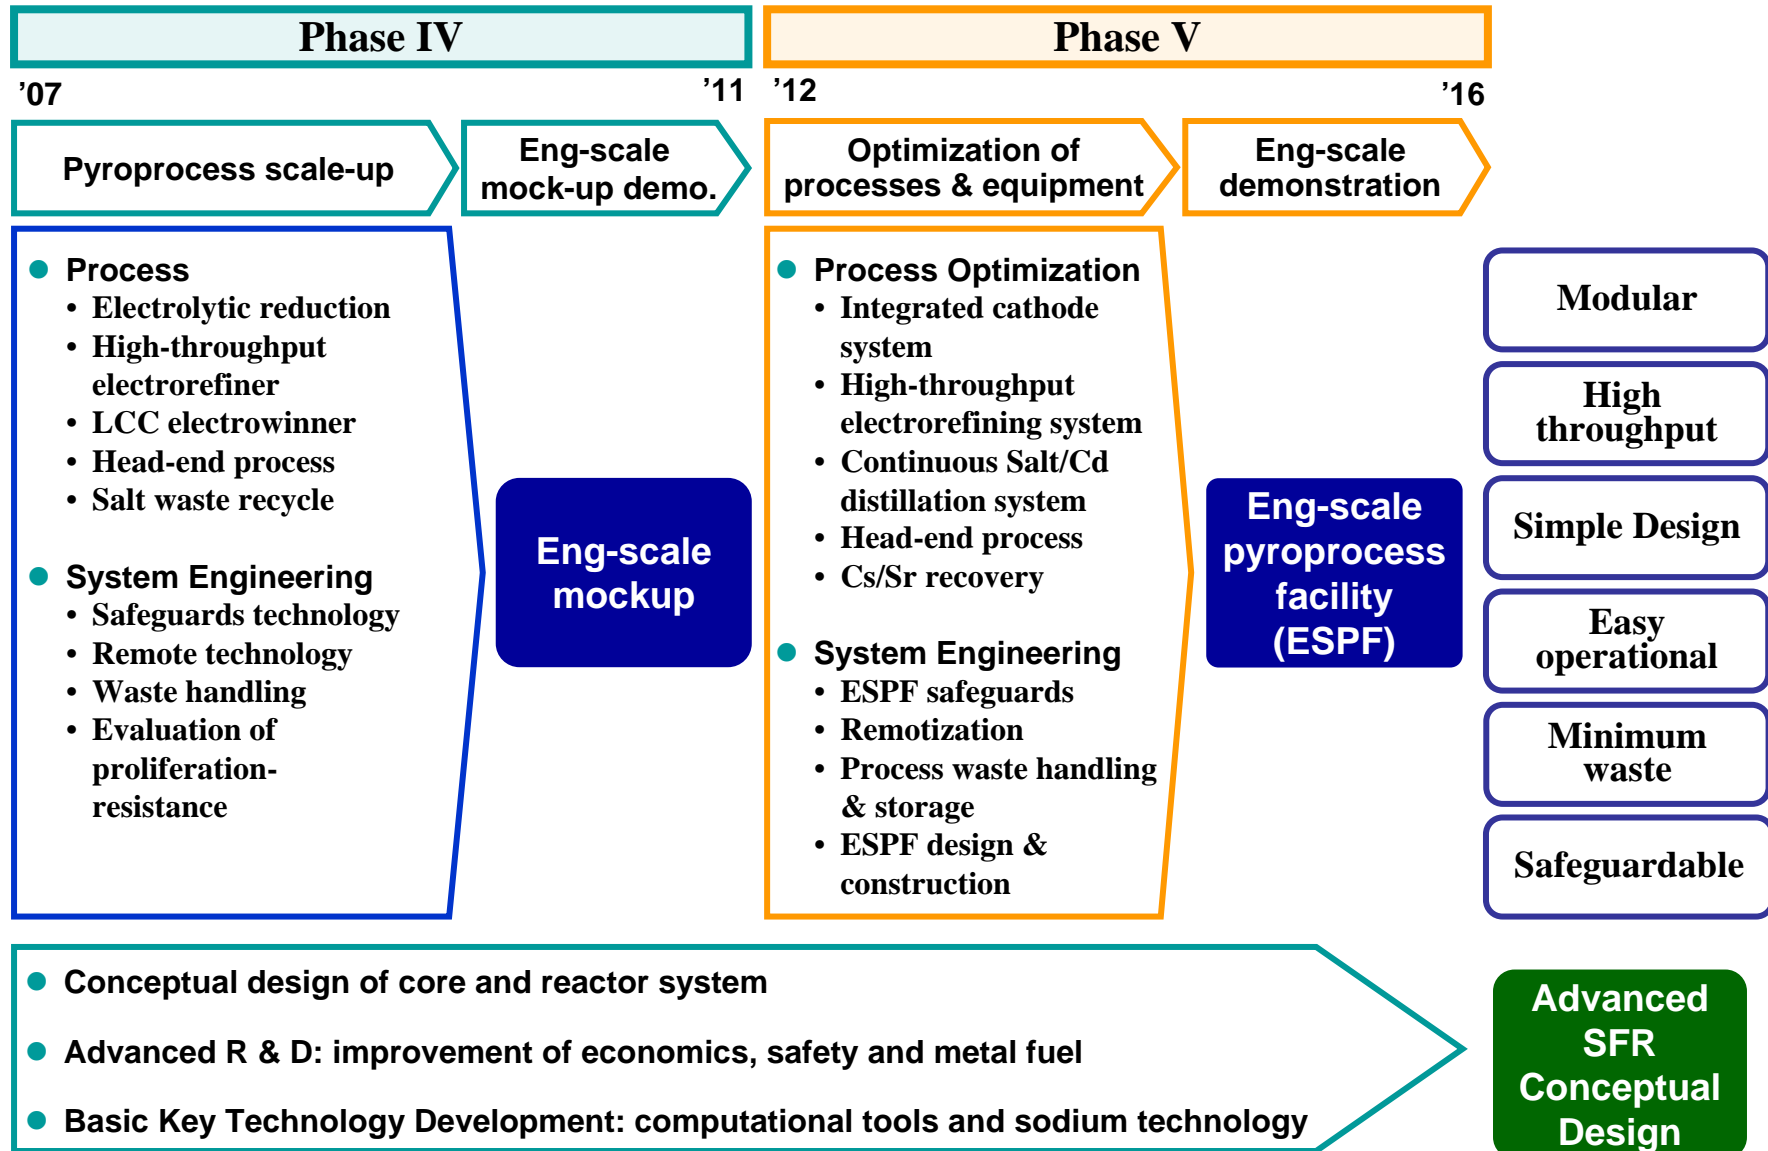 Phase IV
Phase V
’07
’11
’12
’16
Pyroprocess scale-up
Eng-scale
mock-up demo.
Optimization of
processes & equipment
Eng-scale
demonstration
Process
• Electrolytic reduction
• High-throughput
electrorefiner
• LCC electrowinner
• Head-end process
• Salt waste recycle
System Engineering
• Safeguards technology
• Remote technology
• Waste handling
• Evaluation of
proliferation-
resistance
Eng-scale
mockup
Process Optimization
• Integrated cathode
system
• High-throughput
electrorefining system
• Continuous Salt/Cd
distillation system
• Head-end process
• Cs/Sr recovery
System Engineering
• ESPF safeguards
• Remotization
• Process waste handling
& storage
• ESPF design &
construction
Eng-scale
pyroprocess
facility
(ESPF)
Modular
High
throughput
Simple Design
Easy
operational
Minimum
waste
Safeguardable
Conceptual design of core and reactor system
Advanced R & D: improvement of economics, safety and metal fuel
Basic Key Technology Development: computational tools and sodium technology
Advanced
SFR
Conceptual
Design